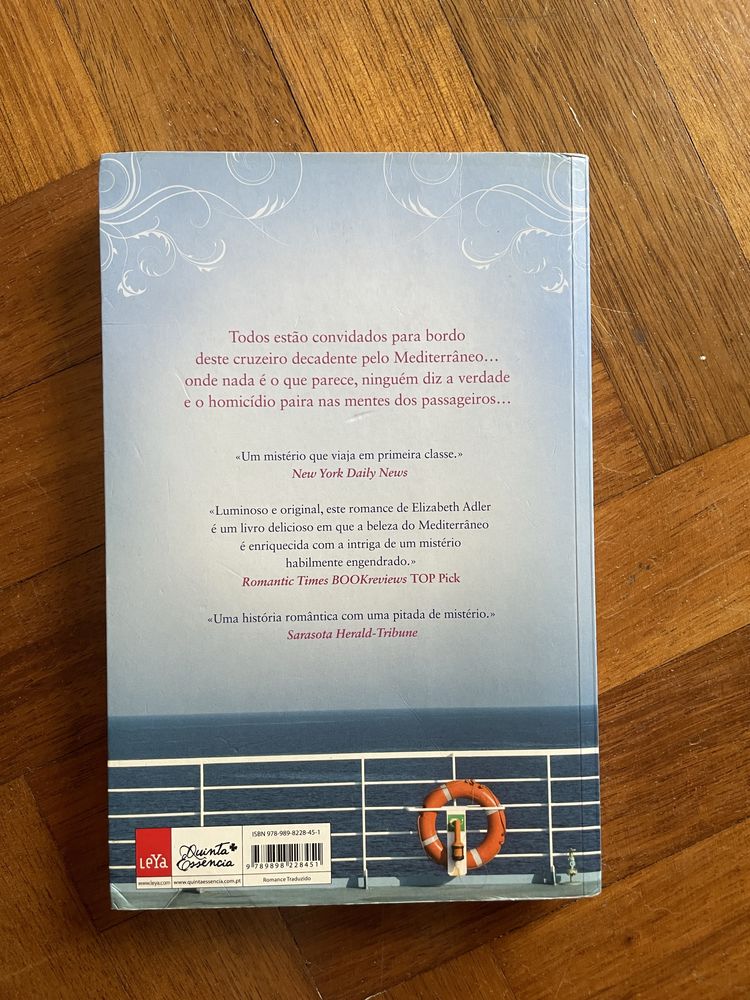 Todos estão convidados para bordo
deste cruzeiro decadente pelo Mediterrâneo...
onde nada é o que parece, ninguém diz a verdade
e o homicídio paira nas mentes dos passageiros...
«Um mistério que viaja em primeira classe.»
New York Daily News
«Luminoso e original, este romance de Elizabeth Adler
é um livro delicioso em que a beleza do Mediterrâneo
é enriquecida com a intriga de um mistério
habilmente engendrado.»
Romantic Times BOOKreviews TOP Pick
«Uma história romântica com uma pitada de mistério.»
Sarasota Herald-Tribune
LeYa
www.leya.com
Quinta
Essência
www.quintaessencia.com.pt
ISBN 978-989-8228-45-1
9 789898 228451
Romance Traduzido